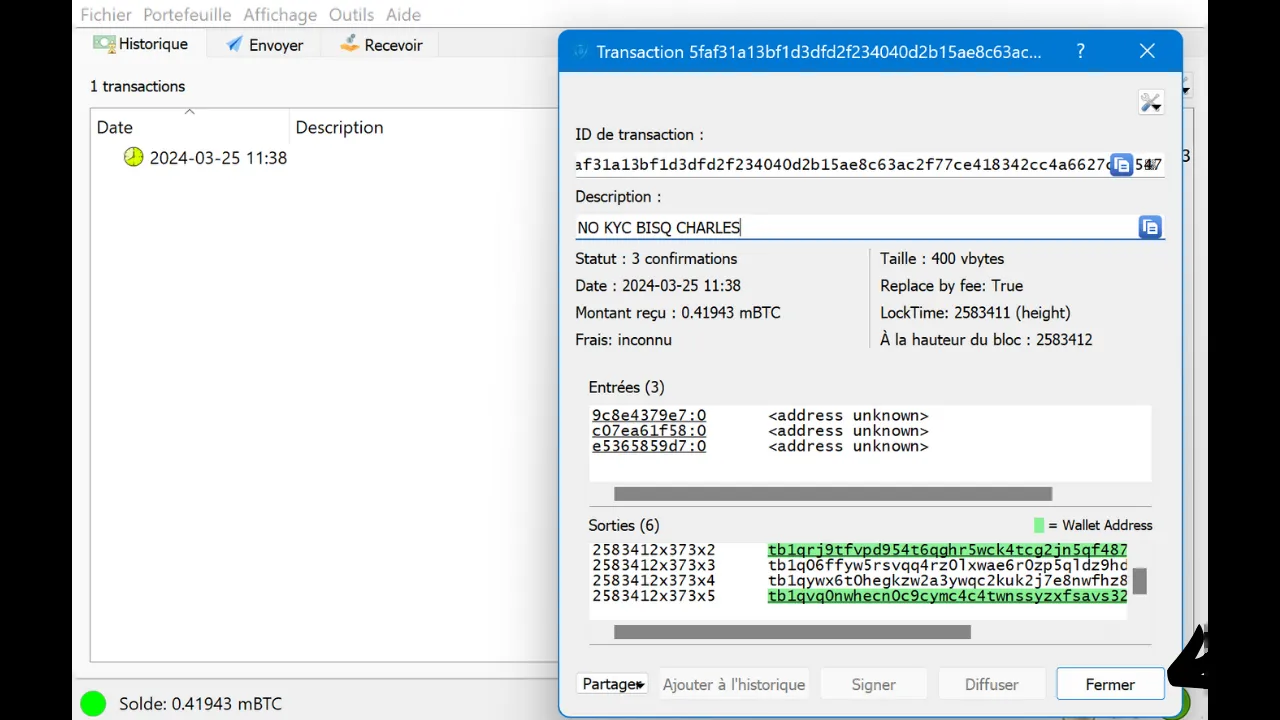 Fichier Portefeuille Affichage Outils Aide
Historique Envoyer Recevoir
1 transactions
Date Description
2024-03-25 11:38
Solde: 0.41943 mBTC
Transaction 5faf31a13bf1d3dfd2f234040d2b15ae8c63ac... ?
ID de transaction :
af31a13bf1d3dfd2f234040d2b15ae8c63ac2f77ce418342cc4a6627
Description :
NO KYC BISQ CHARLES
Statut : 3 confirmations
Date : 2024-03-25 11:38
Montant reçu : 0.41943 mBTC
Frais: inconnu
Taille : 400 vbytes
Replace by fee: True
LockTime: 2583411 (height)
À la hauteur du bloc : 2583412
Entrées (3)
9c8e4379e7:0 <address unknown>
c07ea61f58:0 <address unknown>
e5365859d7:0 <address unknown>
Sorties (6) = Wallet Address
2583412x373x2 tb1qrj9tfvpd954t6qghr5wck4tcg2jn5qf487
2583412x373x3 tb1q06ffyw5rsvqq4rz0lxwae6r0zp5qldz9hd
2583412x373x4 tb1qywx6t0hegkzw2a3ywqc2kuk2j7e8nwfhz8
2583412x373x5 tb1qvq0nwhecn0c9cymc4c4twnssyzxfsavs32
Partager Ajouter à l'historique Signer Diffuser Fermer